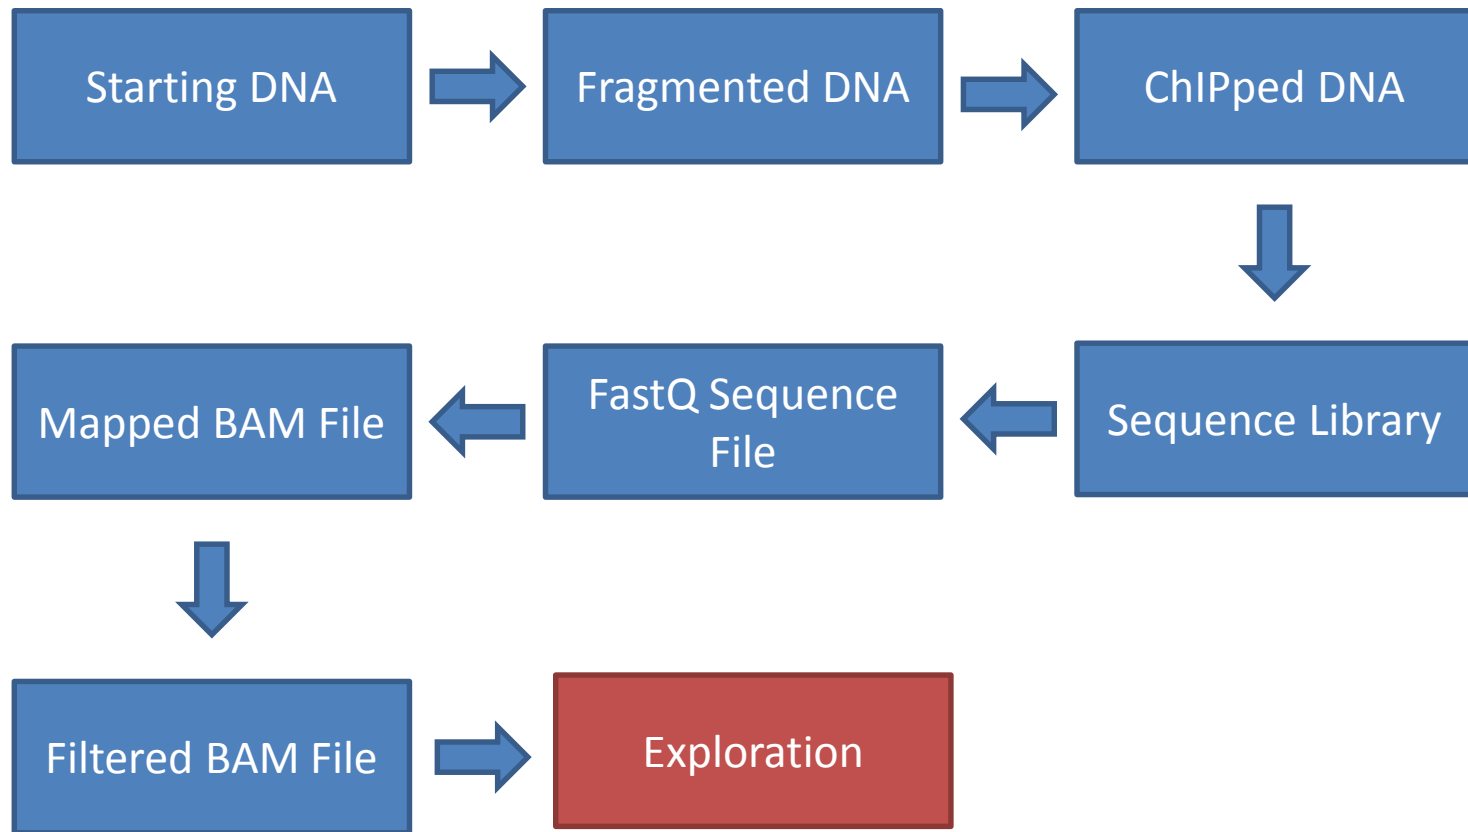 Starting DNA
Fragmented DNA
ChIPped DNA
Mapped BAM File
FastQ Sequence
File
Sequence Library
Filtered BAM File
Exploration